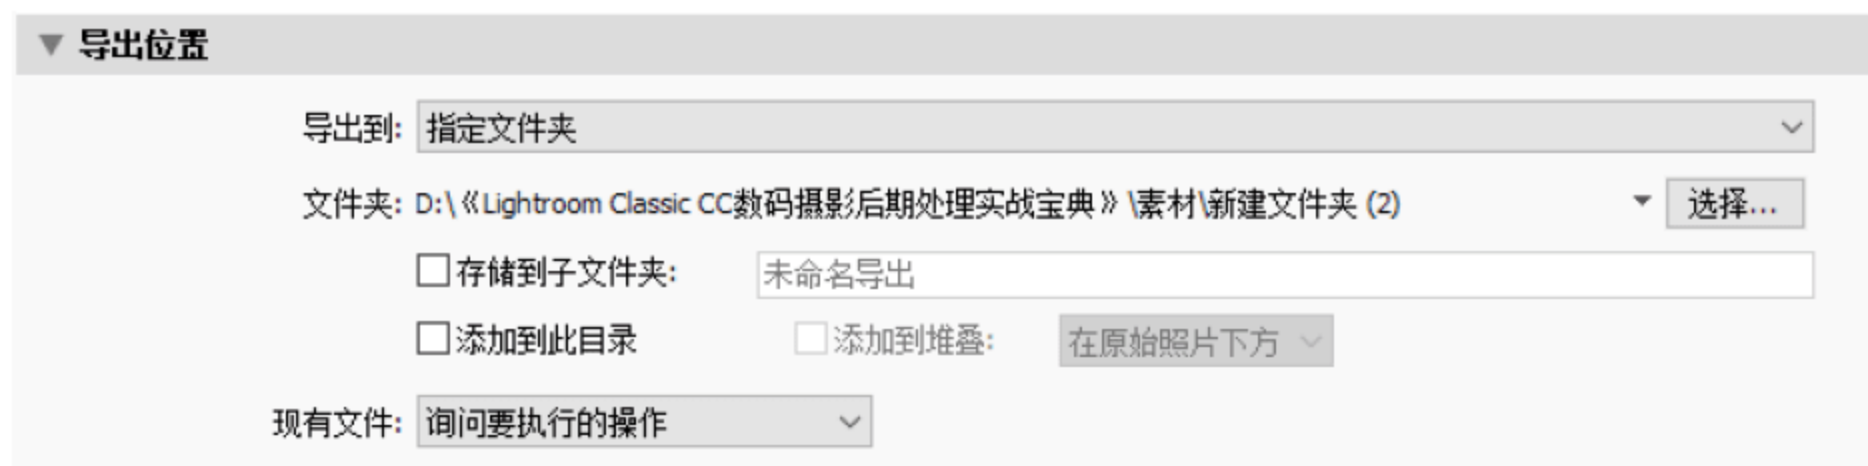 导出位置
导出到: 指定文件夹
文件夹: D:\《Lightroom Classic CC数码摄影后期处理实战宝典》\素材\新建文件夹 (2) 选择...
存储到子文件夹: 未命名导出
添加到此目录 添加到堆叠: 在原始照片下方
现有文件: 询问要执行的操作